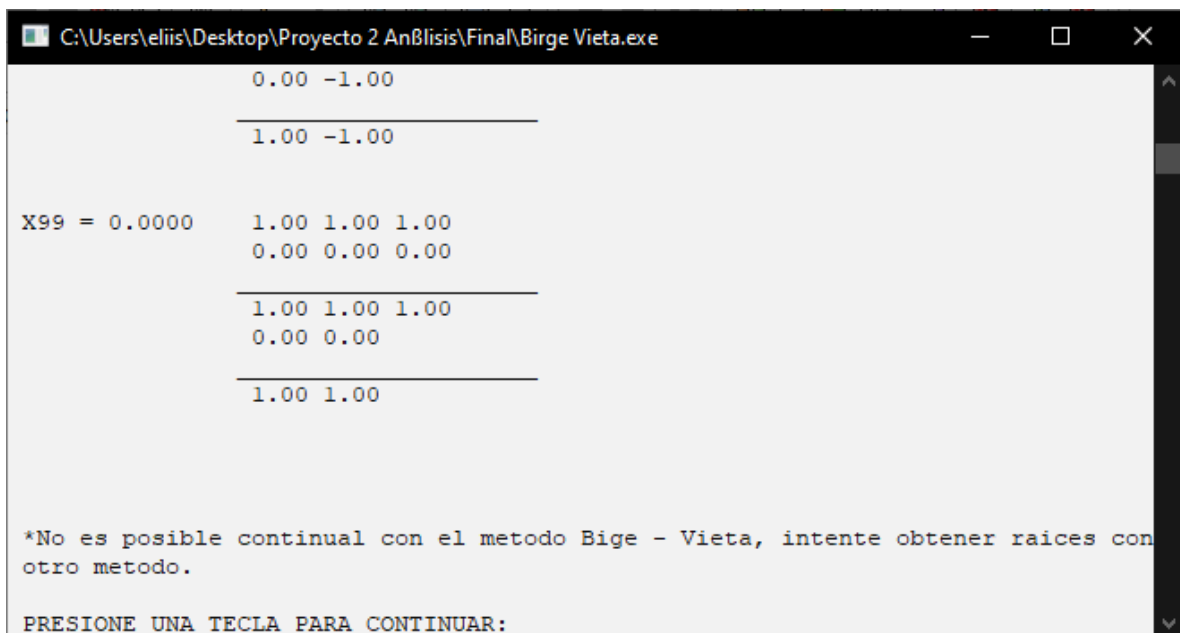 C:\Users\eliis\Desktop\Proyecto 2 Anßlisis\Final\Birge Vieta.exe
0.00 -1.00
1.00 -1.00
X99 = 0.0000 1.00 1.00 1.00
0.00 0.00 0.00
1.00 1.00 1.00
0.00 0.00
1.00 1.00
*No es posible continual con el metodo Bige - Vieta, intente obtener raices con
otro metodo.
PRESIONE UNA TECLA PARA CONTINUAR: